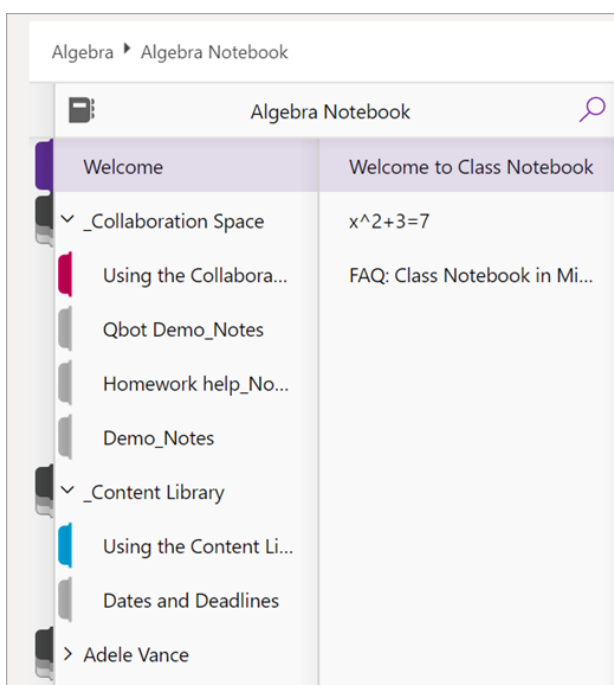 Algebra ▸ Algebra Notebook
Algebra Notebook
Welcome
_Collaboration Space
Using the Collabora...
Qbot Demo_Notes
Homework help_No...
Demo_Notes
_Content Library
Using the Content Li...
Dates and Deadlines
Adele Vance
Welcome to Class Notebook
x^2+3=7
FAQ: Class Notebook in Mi...